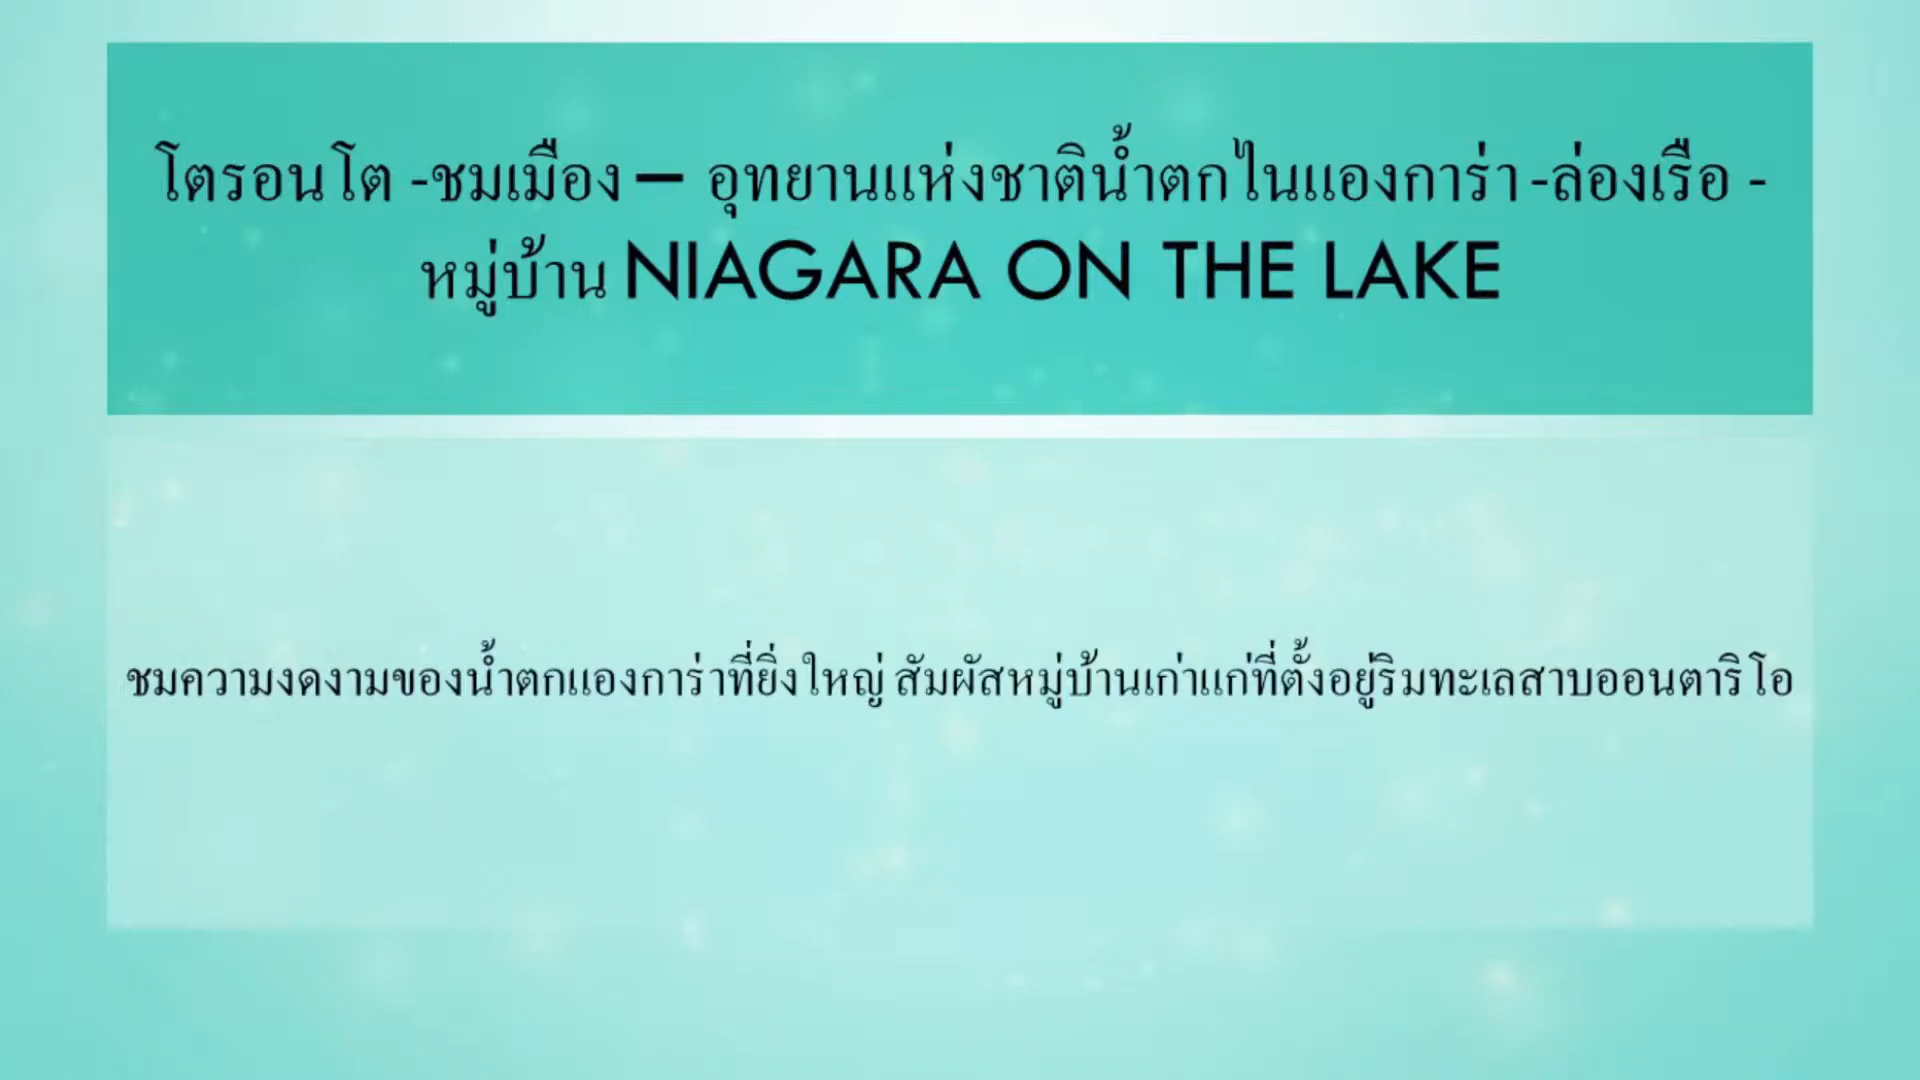 โตรอนโต -ชมเมือง – อุทยานแห่งชาติน้ำตกไนแองการ่า -ล่องเรือ -
หมู่บ้าน NIAGARA ON THE LAKE
ชมความงดงามของน้ำตกแองการ่าที่ยิ่งใหญ่ สัมผัสหมู่บ้านเก่าแก่ที่ตั้งอยู่ริมทะเลสาบออนตาริโอ